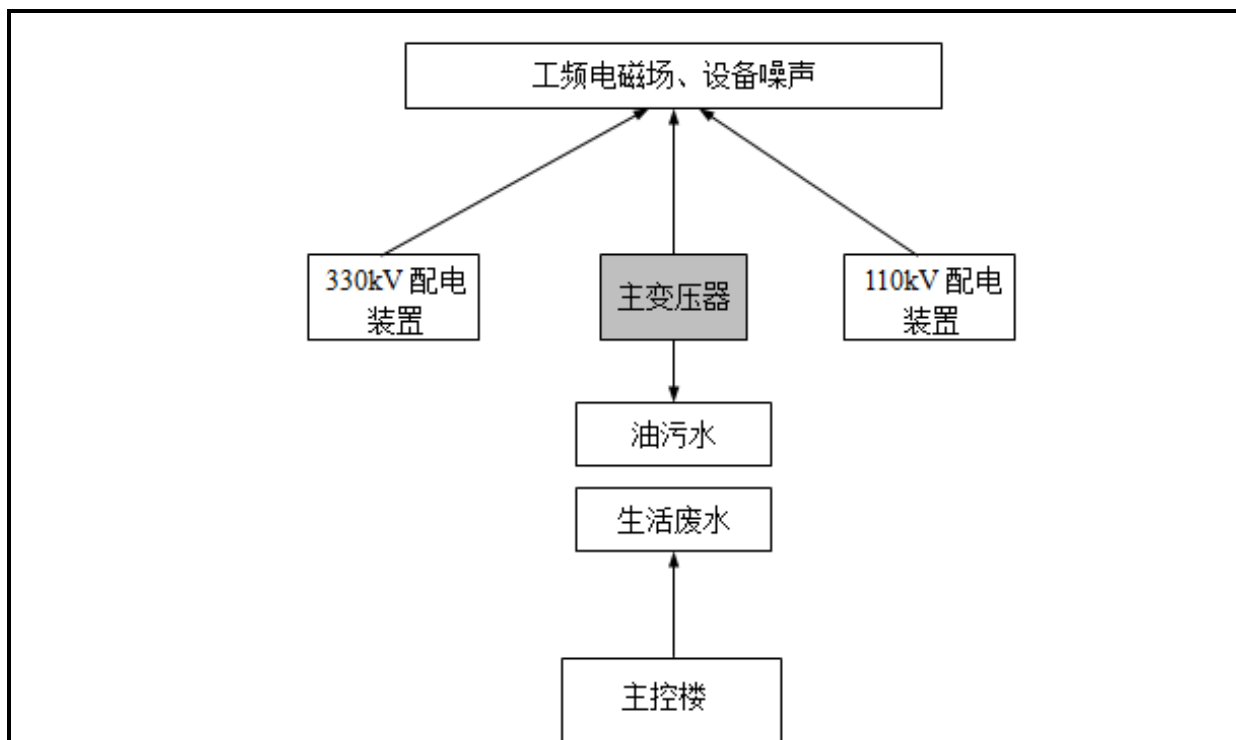 工频电磁场、设备噪声
330kV 配电
装置
主变压器
110kV 配电
装置
油污水
生活废水
主控楼